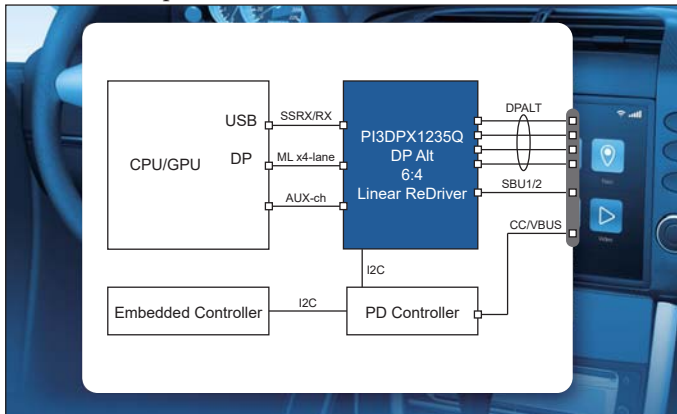 DPALT
USB
SSRX/RX
PI3DPX1235Q
DP Alt
6:4
Linear ReDriver
CPU/GPU
DP
ML x4-lane
SBU1/2
AUX-ch
CC/VBUS
I2C
Embedded Controller
I2C
PD Controller
Video